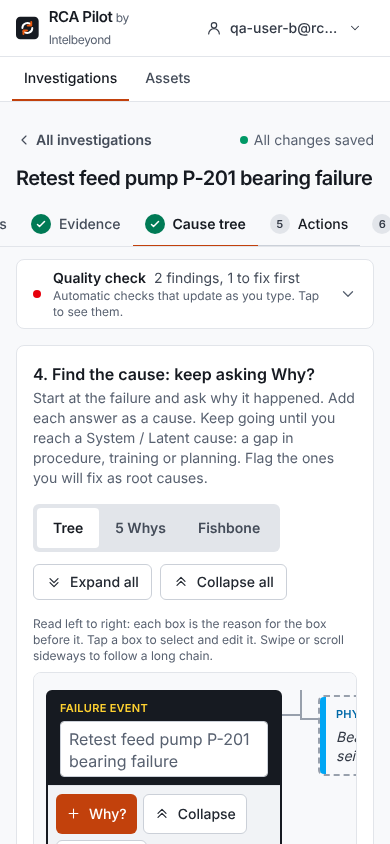 RCA Pilot by
Intelbeyond
qa-user-b@rc...
Investigations Assets
All investigations All changes saved
Retest feed pump P-201 bearing failure
s Evidence Cause tree 5 Actions 6
Quality check 2 findings, 1 to fix first
Automatic checks that update as you type. Tap
to see them.
4. Find the cause: keep asking Why?
Start at the failure and ask why it happened. Add
each answer as a cause. Keep going until you
reach a System / Latent cause: a gap in
procedure, training or planning. Flag the ones
you will fix as root causes.
Tree 5 Whys Fishbone
Expand all Collapse all
Read left to right: each box is the reason for the box
before it. Tap a box to select and edit it. Swipe or scroll
sideways to follow a long chain.
FAILURE EVENT
Retest feed pump P-201
bearing failure
+ Why? Collapse
PHY
Bea
sei